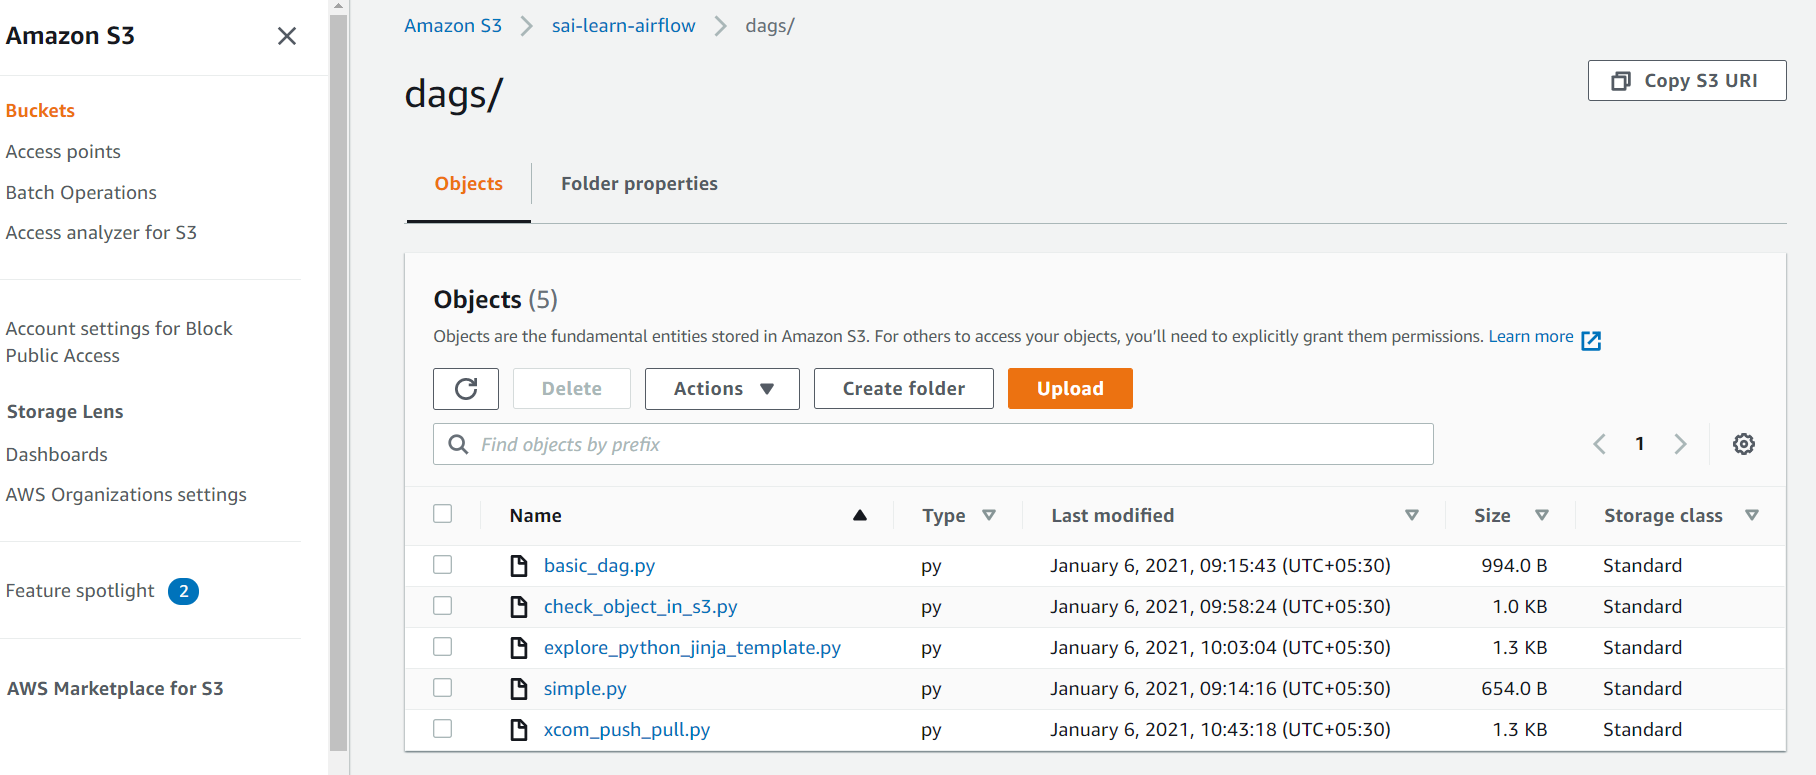 Amazon S3
Buckets
Access points
Batch Operations
Access analyzer for S3
Account settings for Block
Public Access
Storage Lens
Dashboards
AWS Organizations settings
Feature spotlight 2
AWS Marketplace for S3
Amazon S3 sai-learn-airflow dags/
dags/
Copy S3 URI
Objects Folder properties
Objects (5)
Objects are the fundamental entities stored in Amazon S3. For others to access your objects, you’ll need to explicitly grant them permissions. Learn more
Delete Actions Create folder Upload
Find objects by prefix 1
Name Type Last modified Size Storage class
basic_dag.py py January 6, 2021, 09:15:43 (UTC+05:30) 994.0 B Standard
check_object_in_s3.py py January 6, 2021, 09:58:24 (UTC+05:30) 1.0 KB Standard
explore_python_jinja_template.py py January 6, 2021, 10:03:04 (UTC+05:30) 1.3 KB Standard
simple.py py January 6, 2021, 09:14:16 (UTC+05:30) 654.0 B Standard
xcom_push_pull.py py January 6, 2021, 10:43:18 (UTC+05:30) 1.3 KB Standard